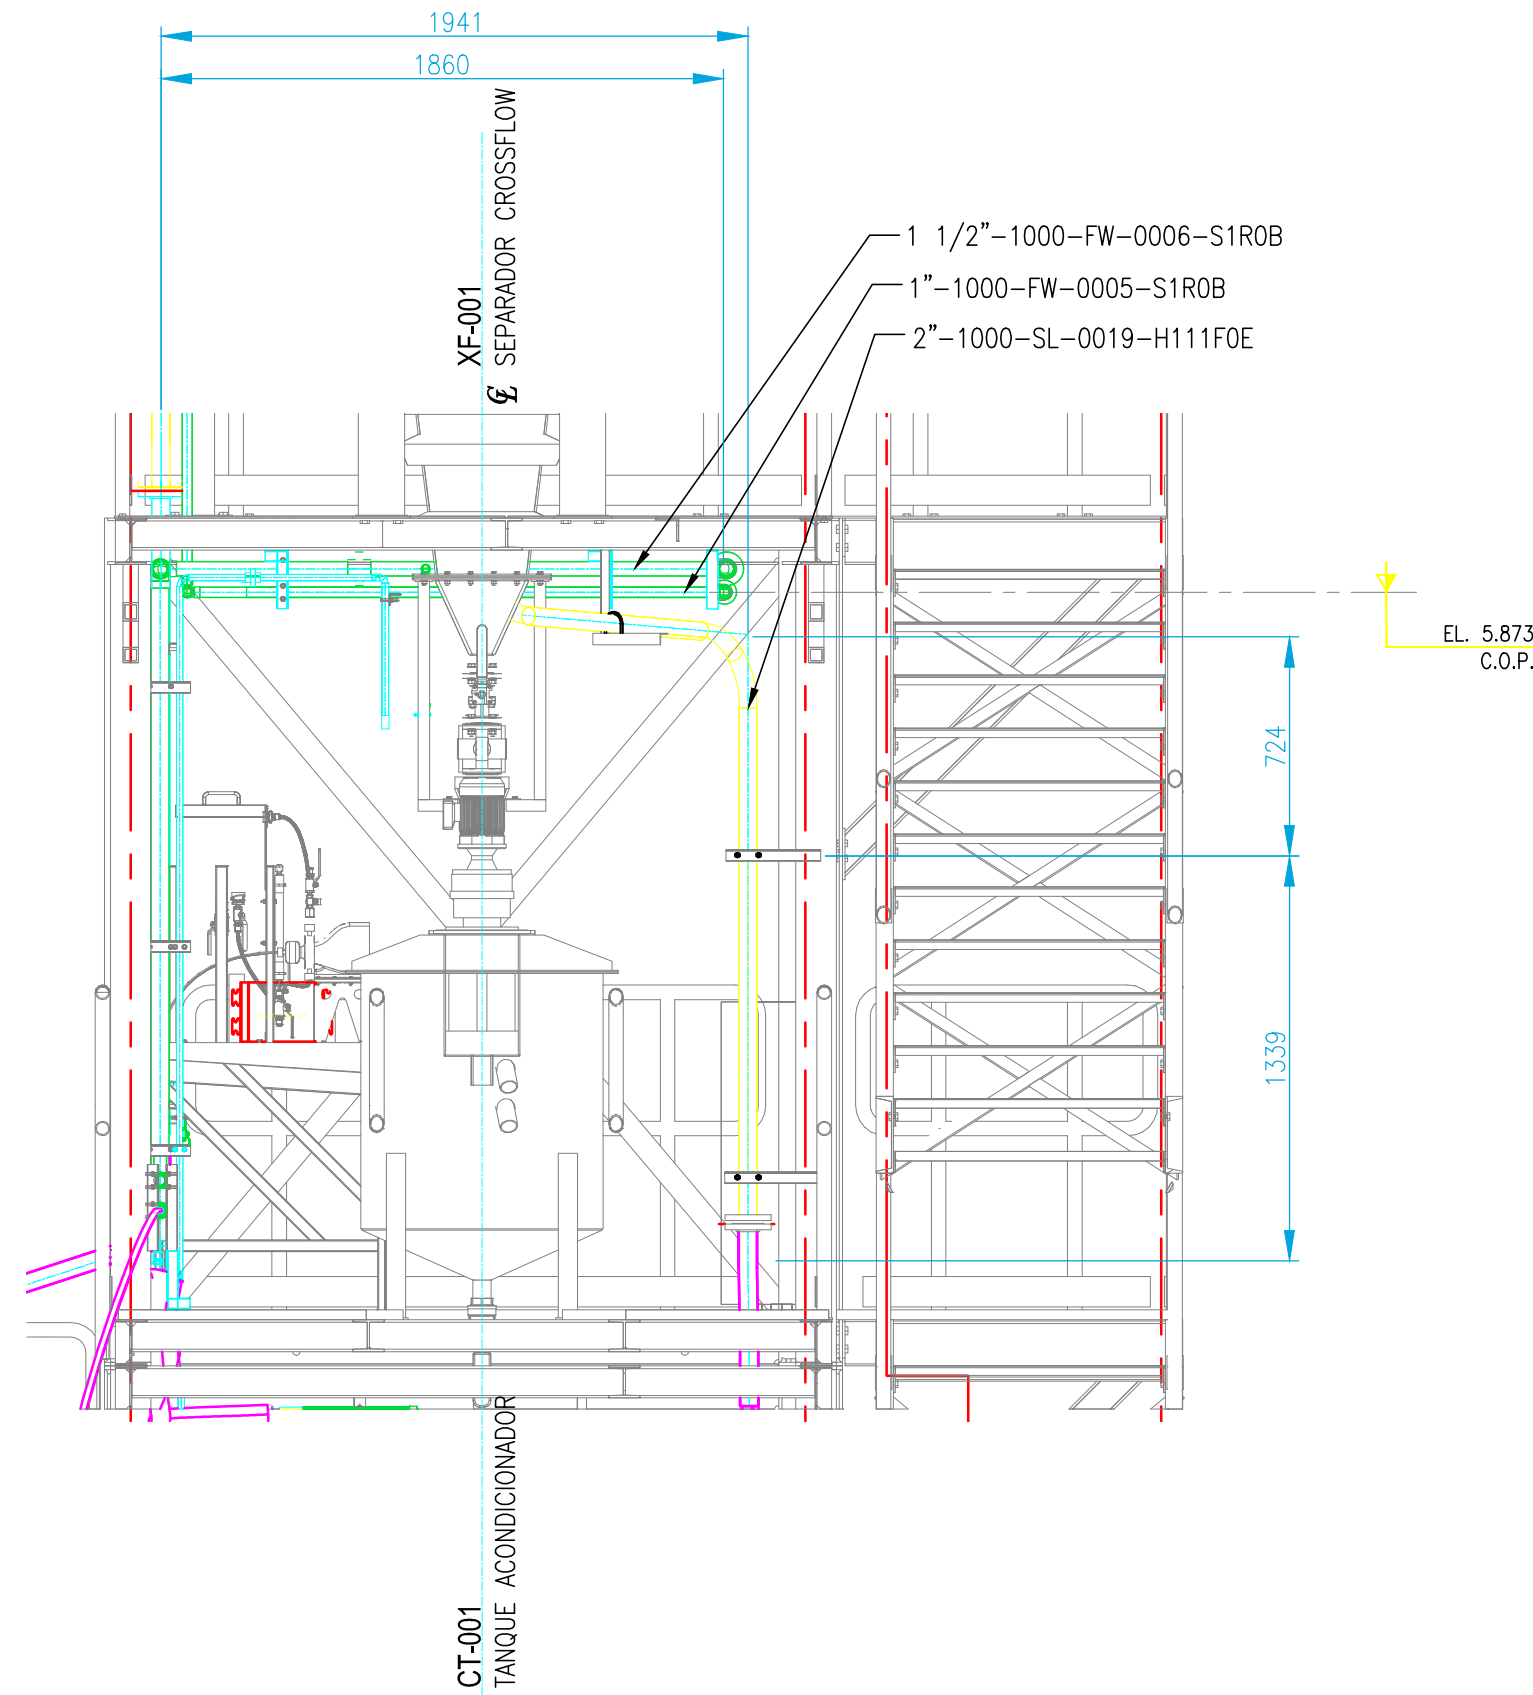 1941
1860
XF-001
℄ SEPARADOR CROSSFLOW
1 1/2”-1000-FW-0006-S1R0B
1”-1000-FW-0005-S1R0B
2”-1000-SL-0019-H111F0E
EL. 5.873
C.O.P.
724
1339
CT-001
TANQUE ACONDICIONADOR